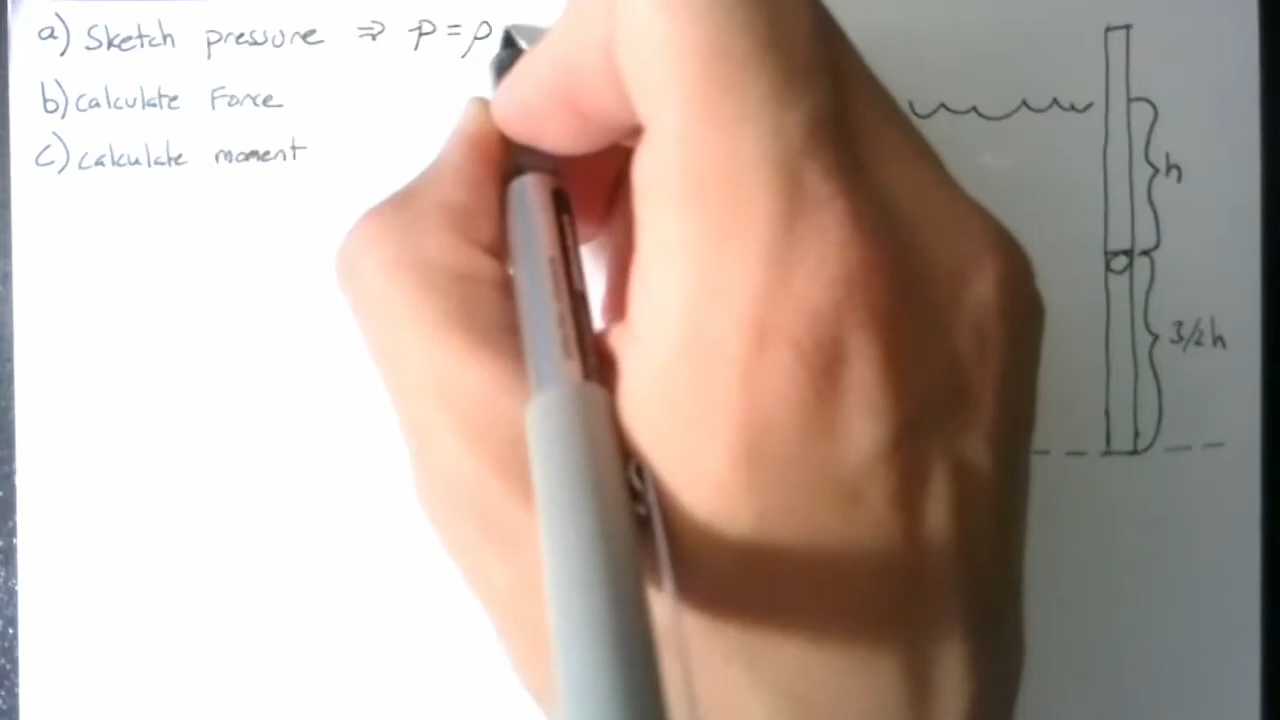 a) Sketch pressure ⇒ p = ρ
b) calculate Force
c) calculate moment
h
3/2 h